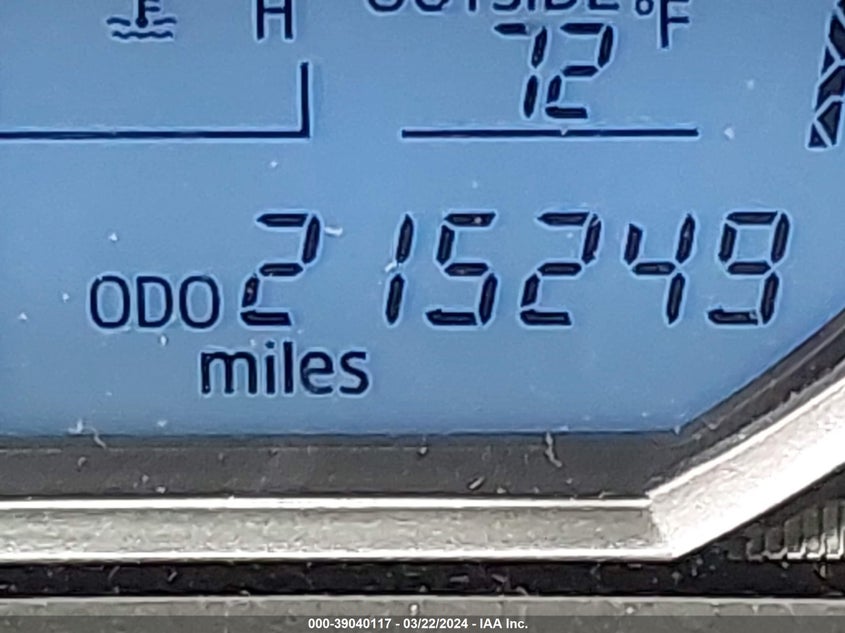 H
OUTSIDE °F
72
ODO 215249
miles
000-39040117 - 03/22/2024 - IAA Inc.